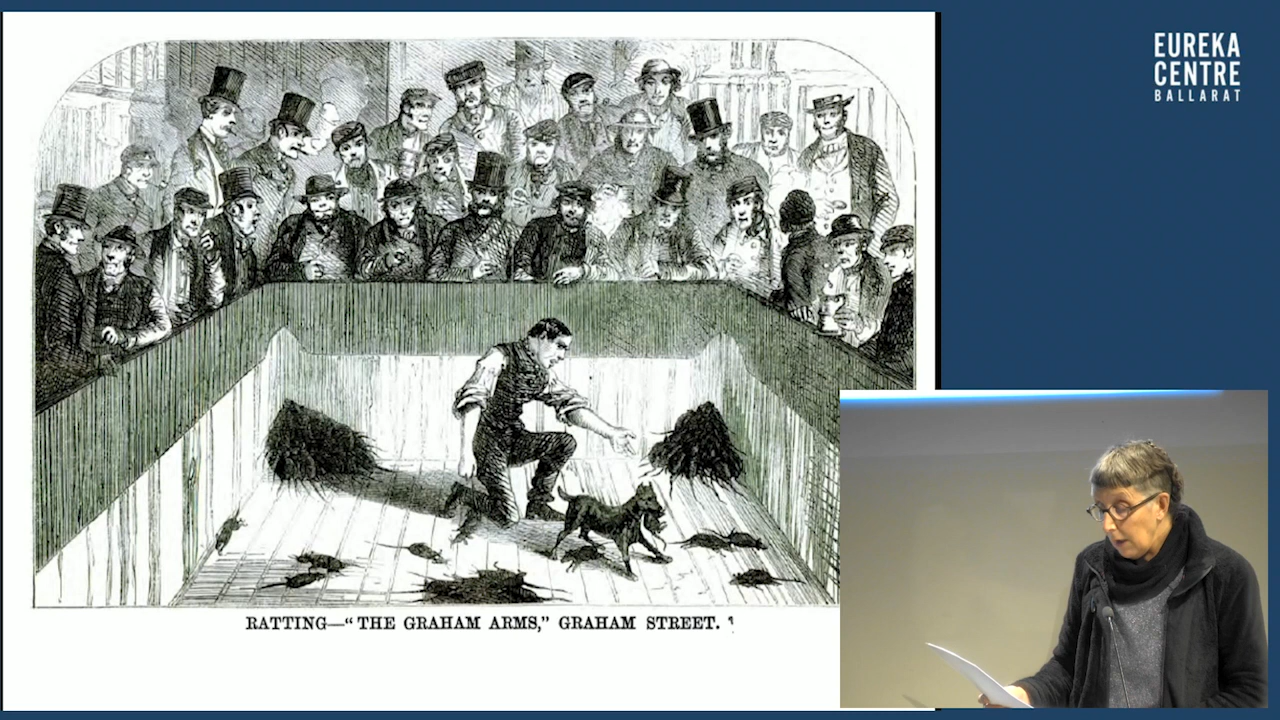 EUREKA
CENTRE
BALLARAT
RATTING—“THE GRAHAM ARMS,” GRAHAM STREET.